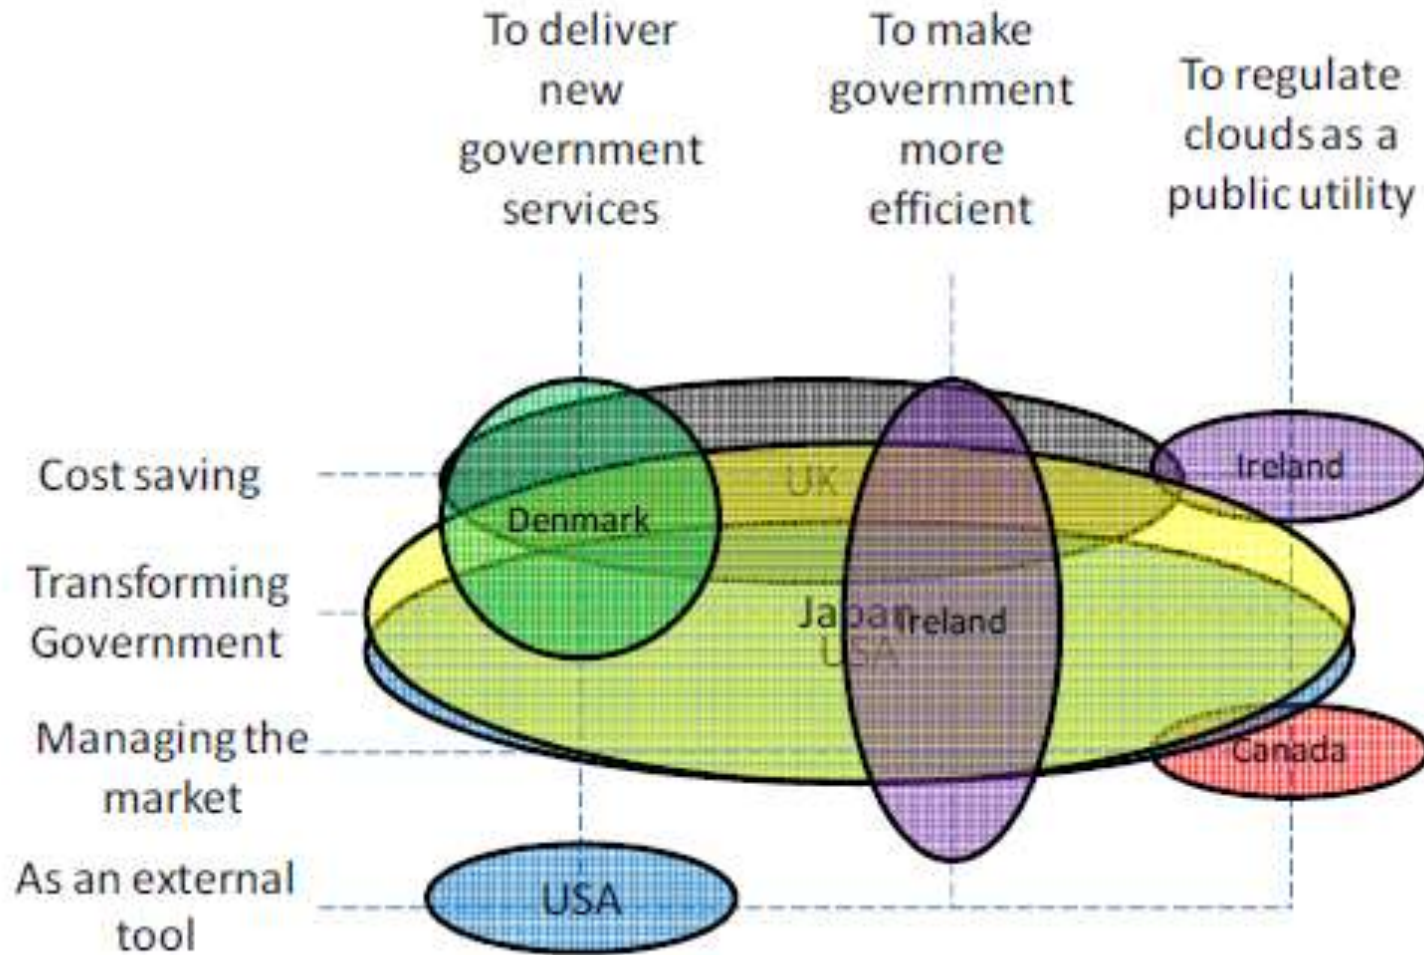 To deliver
new
government
services
To make
government
more
efficient
To regulate
clouds as a
public utility
Cost saving
Transforming
Government
Managing the
market
As an external
tool
UK
Ireland
Denmark
Japan
Ireland
USA
Canada
USA